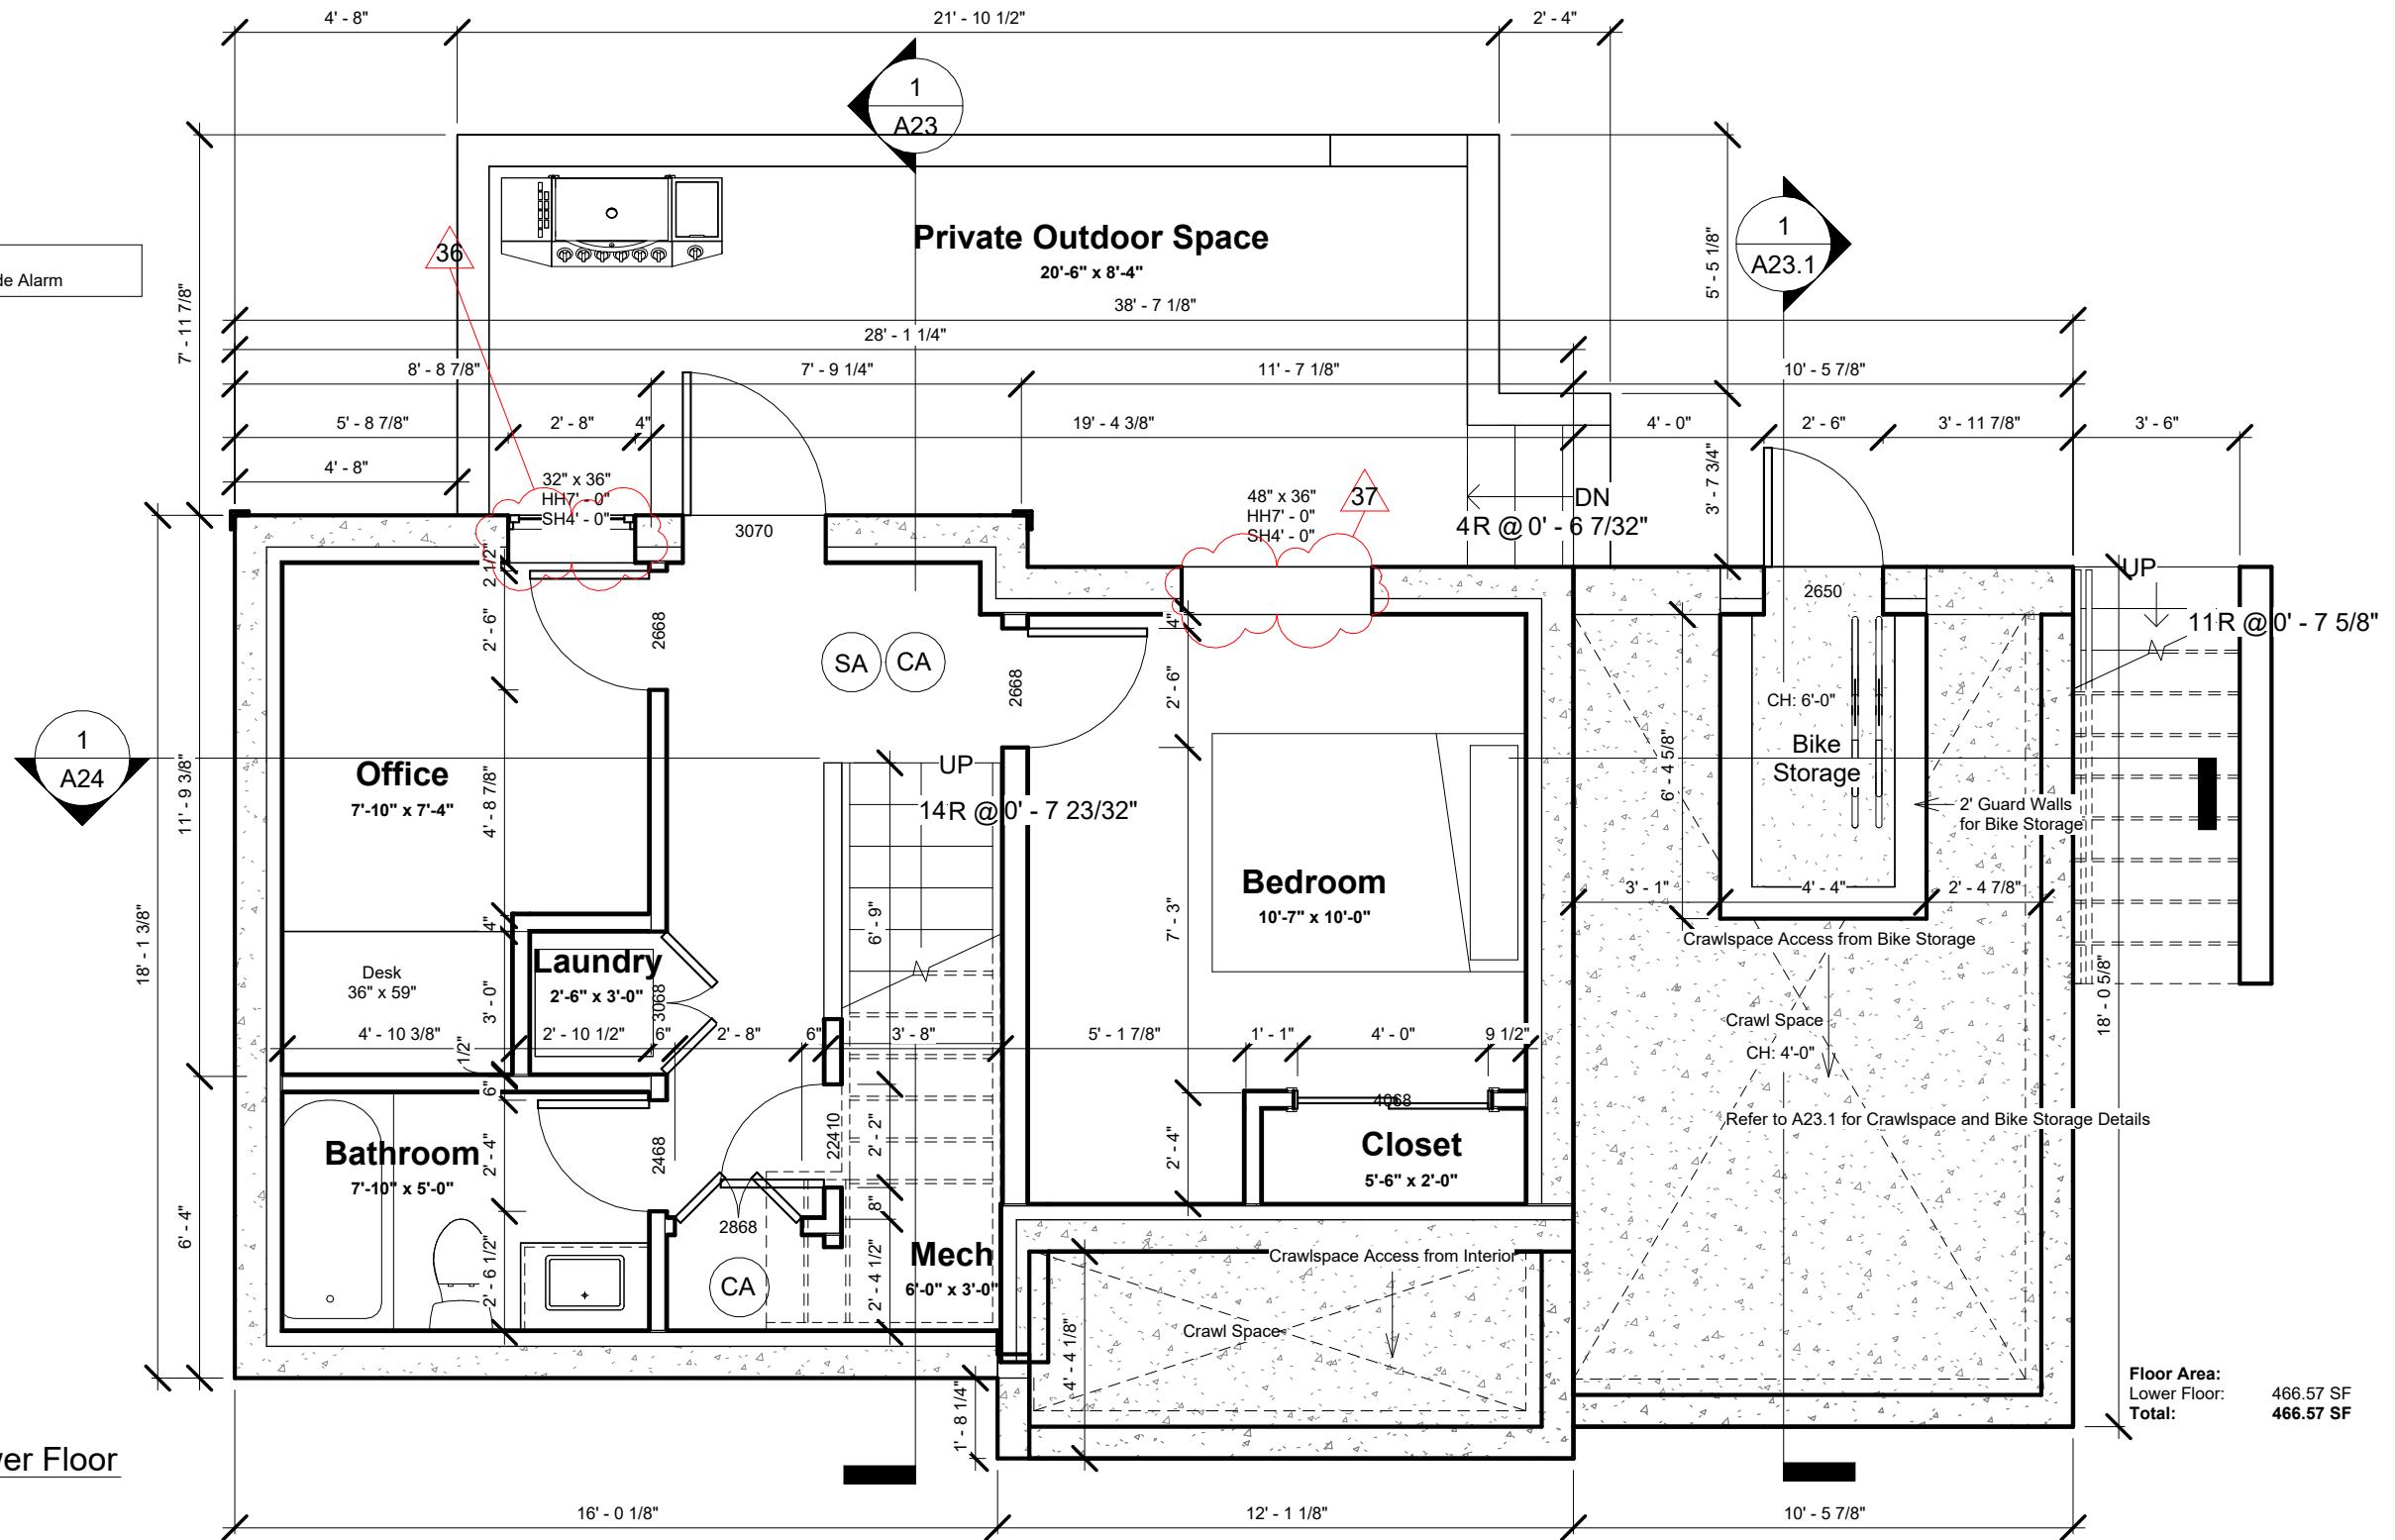 4' - 8"
21' - 10 1/2"
2' - 4"
1
A23
1
A23.1
Private Outdoor Space
20'-6" x 8'-4"
36
de Alarm
5' - 5 1/8"
7' - 11 7/8"
38' - 7 1/8"
28' - 1 1/4"
8' - 8 7/8"
7' - 9 1/4"
11' - 7 1/8"
10' - 5 7/8"
5' - 8 7/8"
2' - 8"
4"
19' - 4 3/8"
4' - 0"
2' - 6"
3' - 11 7/8"
3' - 6"
4' - 8"
32" x 36"
HH7' - 0"
SH4' - 0"
48" x 36"
HH7' - 0"
SH4' - 0"
37
DN
4R @ 0' - 6 7/32"
3' - 7 3/4"
3070
2650
UP
11R @ 0' - 7 5/8"
2 1/2"
2' - 6"
2668
SA
CA
2668
4"
2' - 6"
CH: 6'-0"
Bike
Storage
6' - 4 5/8"
2' Guard Walls
for Bike Storage
1
A24
Office
7'-10" x 7'-4"
4' - 8 7/8"
11' - 9 3/8"
UP
14R @ 0' - 7 23/32"
Bedroom
10'-7" x 10'-0"
3' - 1"
4' - 4"
2' - 4 7/8"
18' - 1 3/8"
4"
6' - 9"
7' - 3"
Crawlspace Access from Bike Storage
Laundry
2'-6" x 3'-0"
3068
Desk
36" x 59"
3' - 0"
18' - 0 5/8"
Crawl Space
CH: 4'-0"
4' - 10 3/8"
2' - 10 1/2"
6"
2' - 8"
6"
3' - 8"
5' - 1 7/8"
1' - 1"
4' - 0"
9 1/2"
1/2"
6"
4068
Refer to A23.1 for Crawlspace and Bike Storage Details
Bathroom
7'-10" x 5'-0"
2' - 4"
2468
22410
2' - 2"
2' - 4"
Closet
5'-6" x 2'-0"
6' - 4"
2868
8"
2' - 6 1/2"
CA
2' - 4 1/2"
Mech
6'-0" x 3'-0"
Crawlspace Access from Interior
Crawl Space
4' - 4 1/8"
1' - 8 1/4"
Floor Area:
Lower Floor: 466.57 SF
Total: 466.57 SF
wer Floor
16' - 0 1/8"
12' - 1 1/8"
10' - 5 7/8"